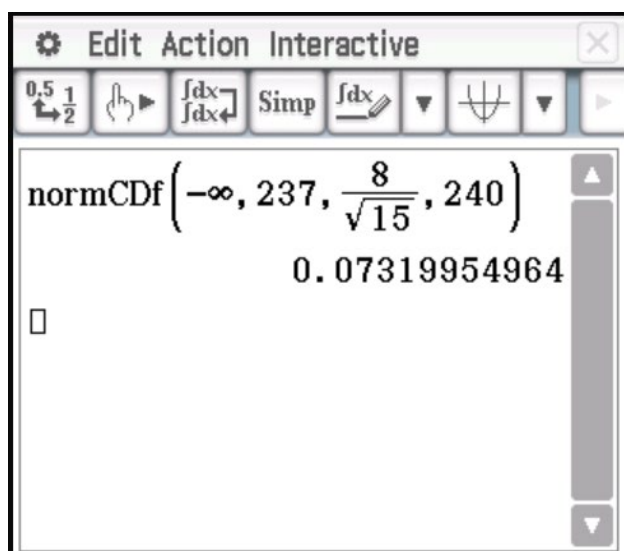 Edit Action Interactive
0.5 1/2 ∫dx ∫dx Simp ∫dx
normCDf(-∞, 237, 8/√15, 240)
0.07319954964